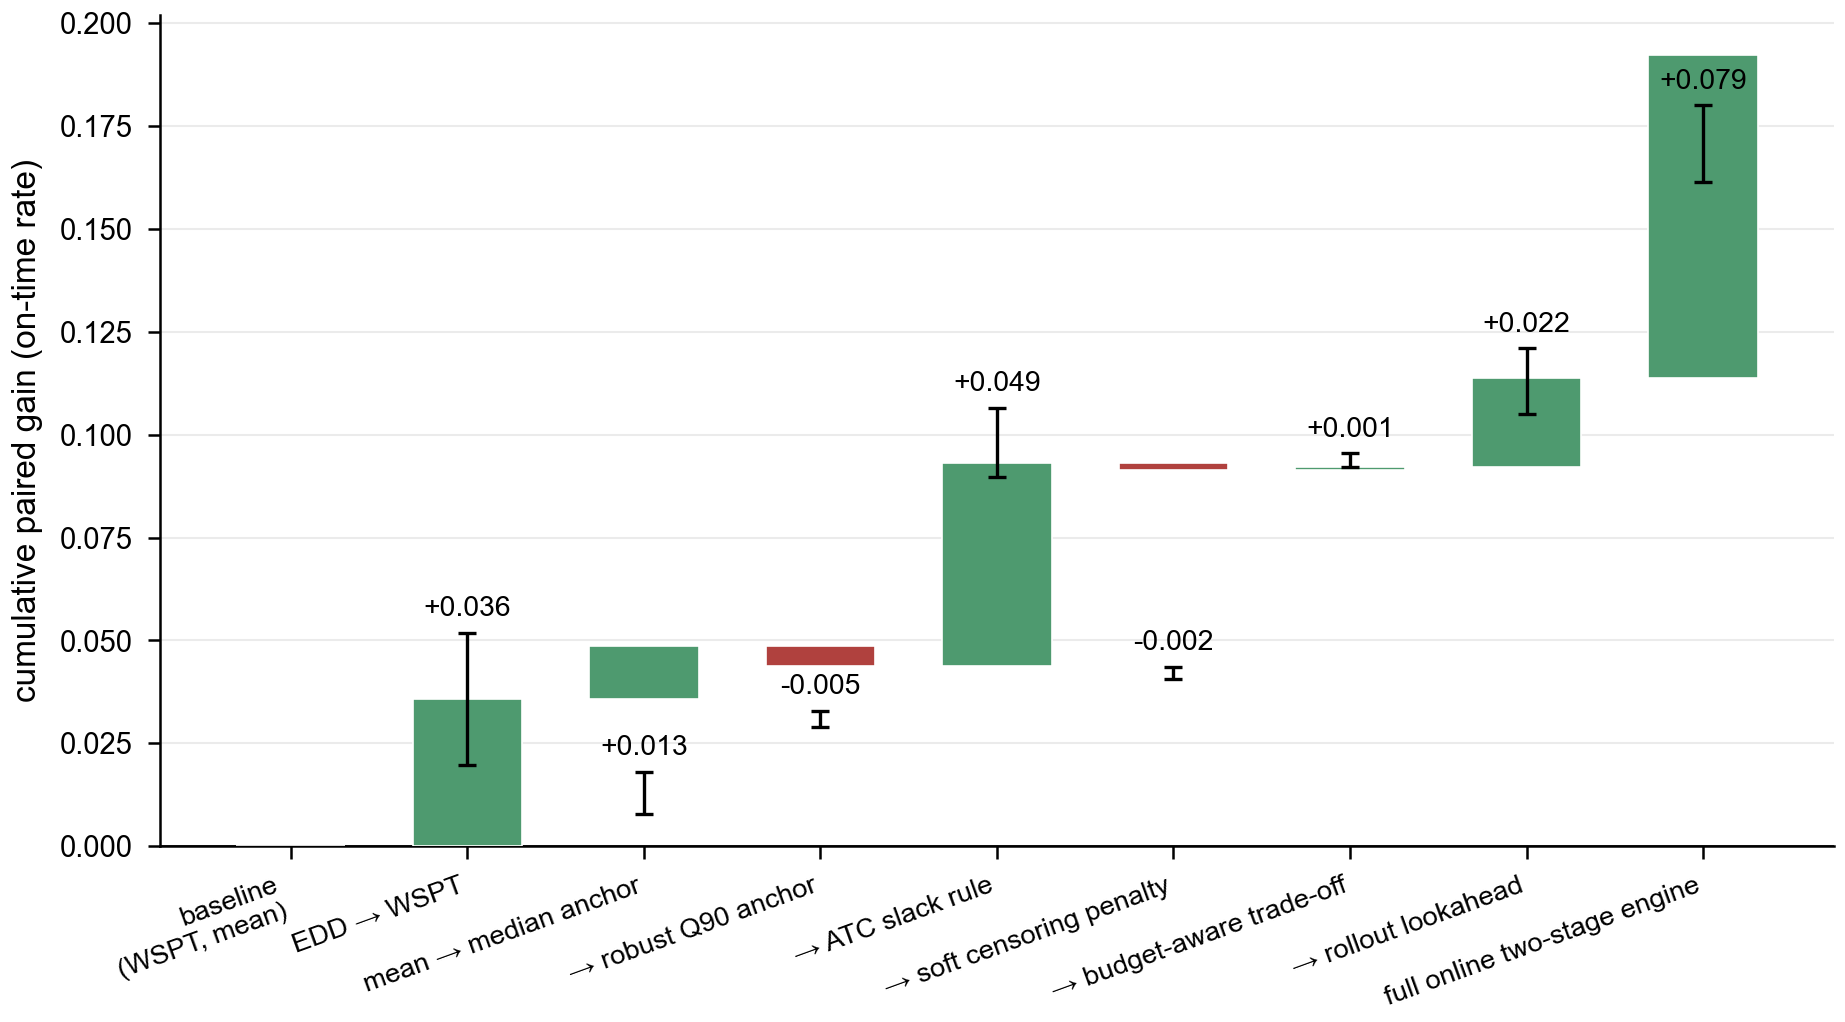 cumulative paired gain (on-time rate)
0.200
0.175
0.150
0.125
0.100
0.075
0.050
0.025
0.000
+0.036
+0.013
-0.005
+0.049
-0.002
+0.001
+0.022
+0.079
baseline
(WSPT, mean)
EDD → WSPT
mean → median anchor
→ robust Q90 anchor
→ ATC slack rule
→ soft censoring penalty
→ budget-aware trade-off
→ rollout lookahead
full online two-stage engine